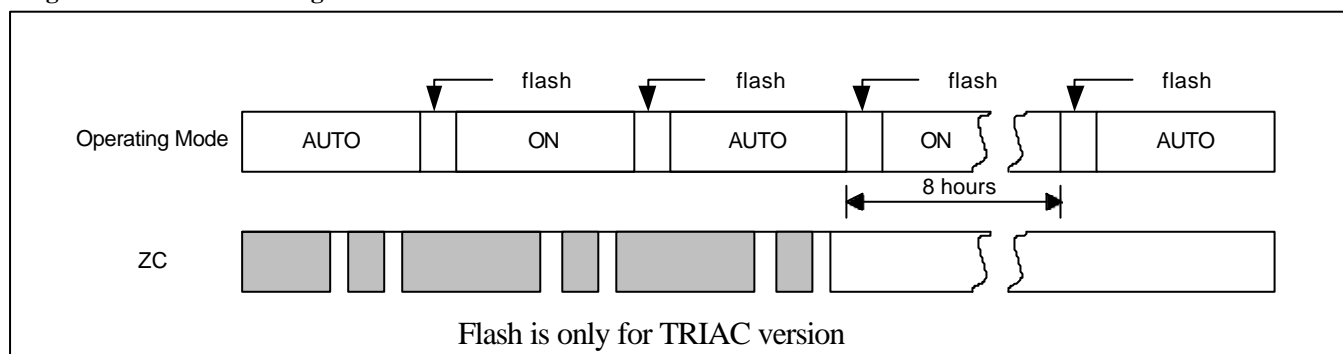 flash flash flash flash
Operating Mode AUTO ON AUTO ON AUTO
8 hours
ZC
Flash is only for TRIAC version